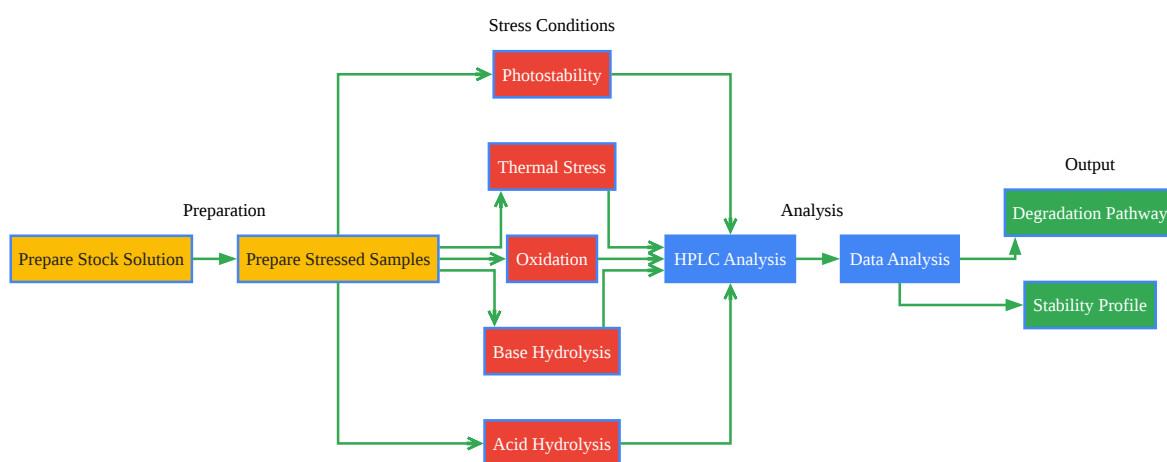 Stress Conditions
Photostability
Thermal Stress
Output
Preparation
Analysis
Degradation Pathway
Prepare Stock Solution
Prepare Stressed Samples
Oxidation
HPLC Analysis
Data Analysis
Stability Profile
Base Hydrolysis
Acid Hydrolysis